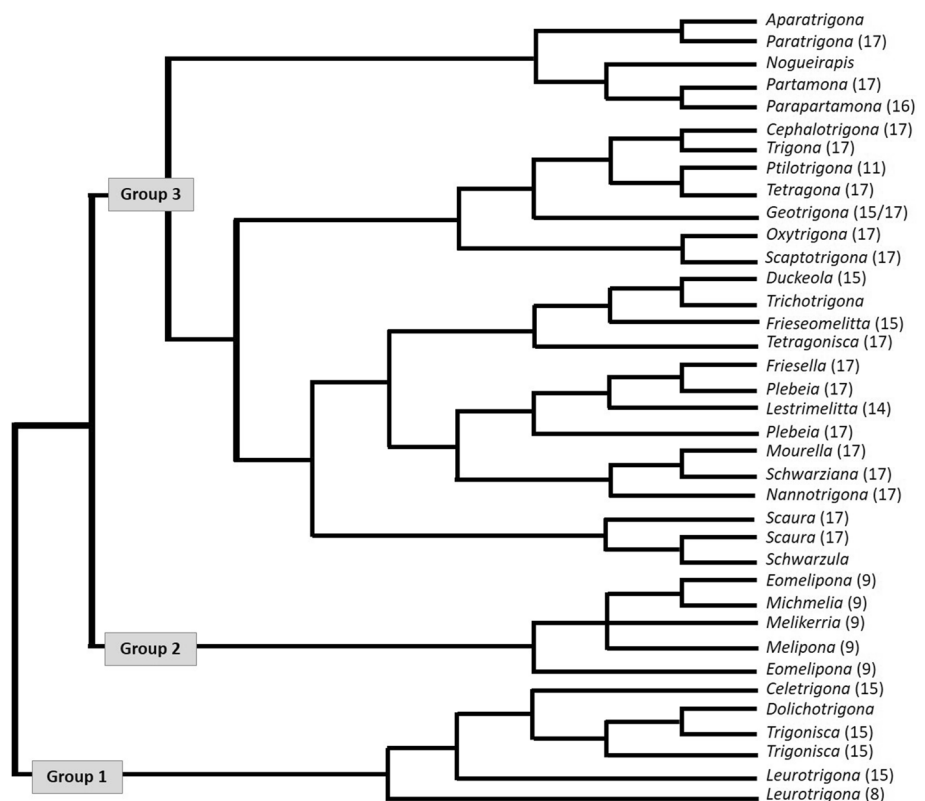 Aparatrigona
Paratrigona (17)
Nogueirapis
Partamona (17)
Parapartamona (16)
Cephalotrigona (17)
Trigona (17)
Ptilotrigona (11)
Group 3
Tetragona (17)
Geotrigona (15/17)
Oxytrigona (17)
Scaptotrigona (17)
Duckeola (15)
Trichotrigona
Frieseomelitta (15)
Tetragonisca (17)
Friesella (17)
Plebeia (17)
Lestrimelitta (14)
Plebeia (17)
Mourella (17)
Schwarziana (17)
Nannotrigona (17)
Scaura (17)
Scaura (17)
Schwarzula
Eomelipona (9)
Michmelia (9)
Melikerria (9)
Group 2
Melipona (9)
Eomelipona (9)
Celetrigona (15)
Dolichotrigona
Trigonisca (15)
Trigonisca (15)
Group 1
Leurotrigona (15)
Leurotrigona (8)